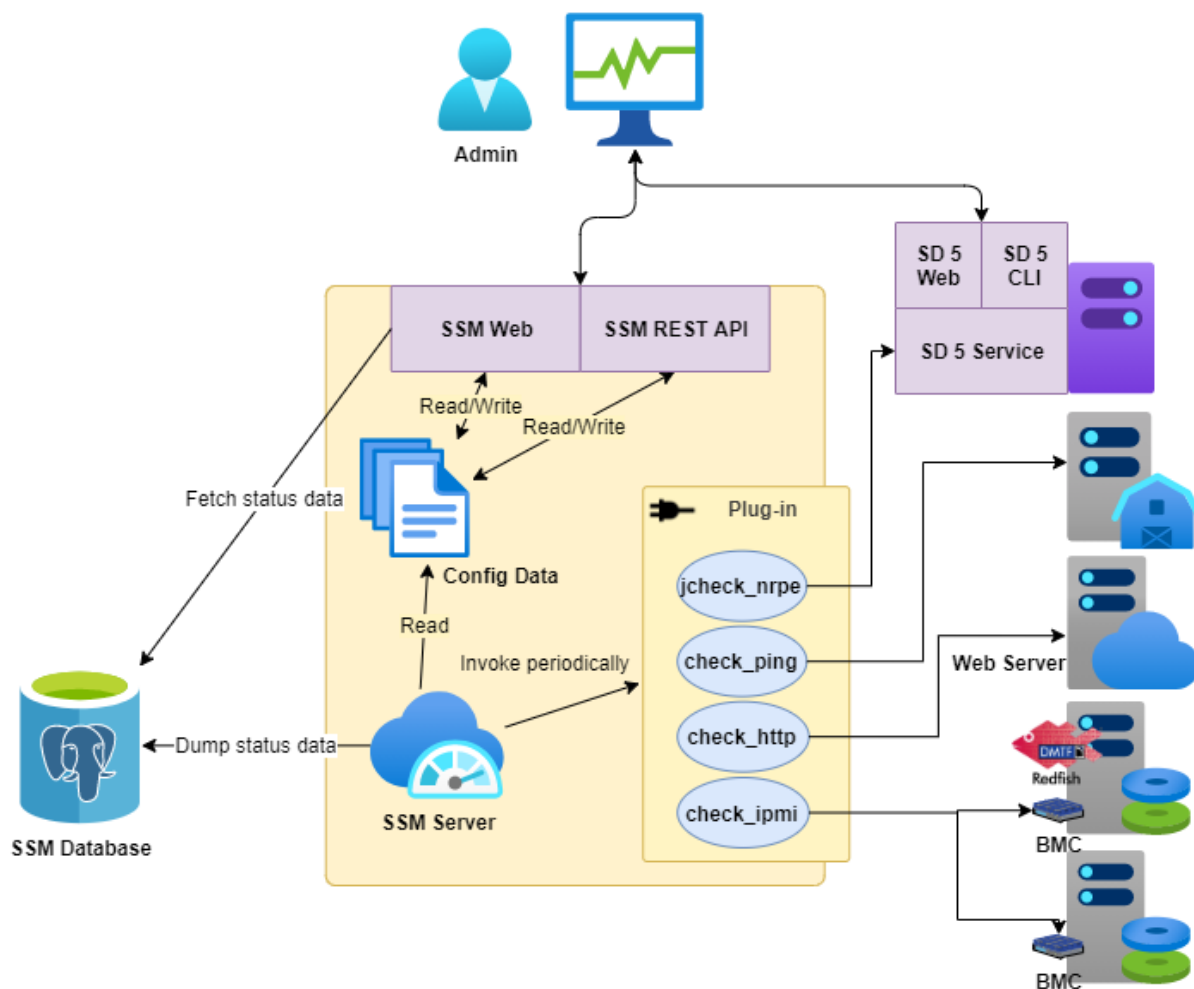 Admin
SD 5
Web
SD 5
CLI
SD 5 Service
SSM Web
SSM REST API
Read/Write
Read/Write
Fetch status data
Config Data
Plug-in
jcheck_nrpe
Read
Invoke periodically
check_ping
Web Server
check_http
Dump status data
DMTF
Redfish
check_ipmi
SSM Server
BMC
SSM Database
BMC